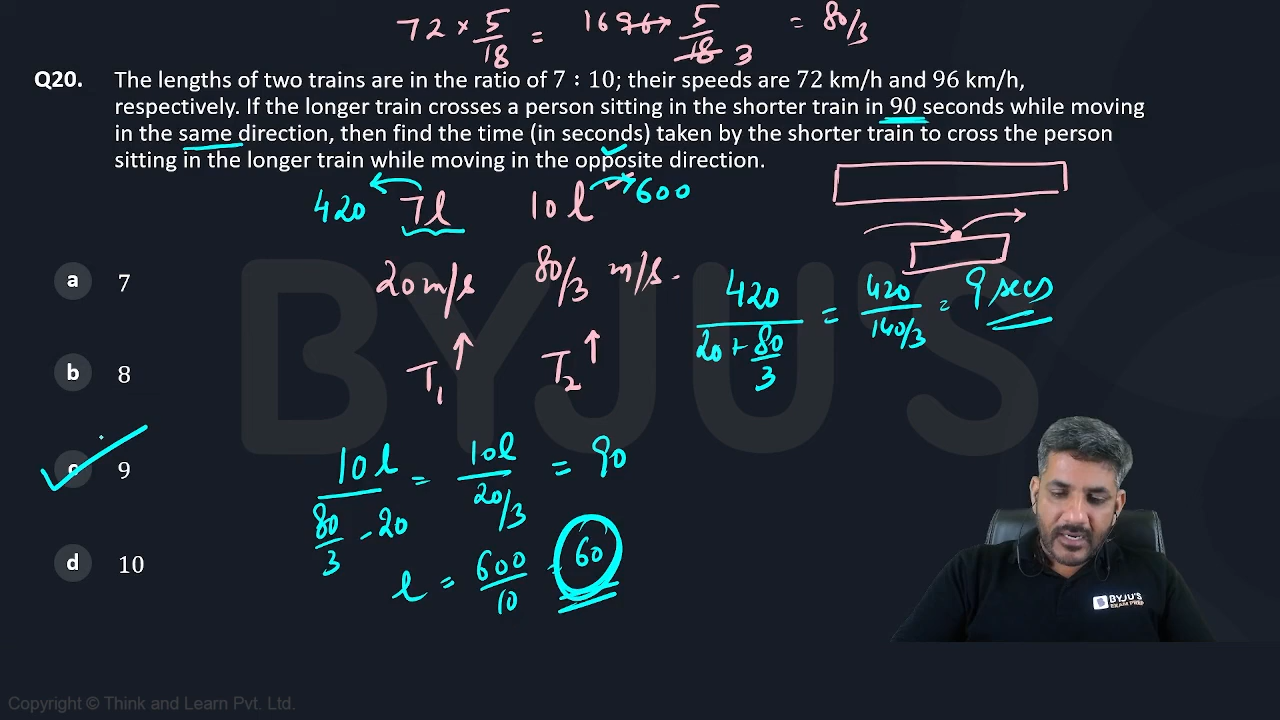 72 × 5/18 = 16 96 × 5/18 3 = 80/3
Q20. The lengths of two trains are in the ratio of 7 : 10; their speeds are 72 km/h and 96 km/h,
respectively. If the longer train crosses a person sitting in the shorter train in 90 seconds while moving
in the same direction, then find the time (in seconds) taken by the shorter train to cross the person
sitting in the longer train while moving in the opposite direction.
420 7l 10l 600
a 7
20 m/s 80/3 m/s.
420/(20 + 80/3) = 420/(140/3) = 9 secs
T1 T2
b 8
BYJU'S
10l/(80/3 - 20) = 10l/(20/3) = 90
c 9
l = 600/10 = 60
d 10
BYJU'S
EXAM PREP
Copyright © Think and Learn Pvt. Ltd.